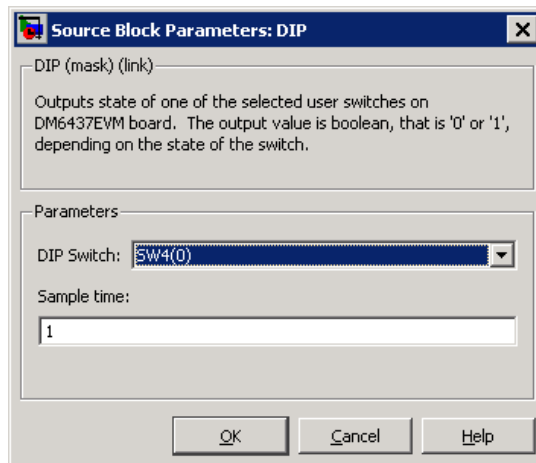 Source Block Parameters: DIP
DIP (mask) (link)
Outputs state of one of the selected user switches on
DM6437EVM board. The output value is boolean, that is '0' or '1',
depending on the state of the switch.
Parameters
DIP Switch: SW4(0)
Sample time:
1
OK Cancel Help